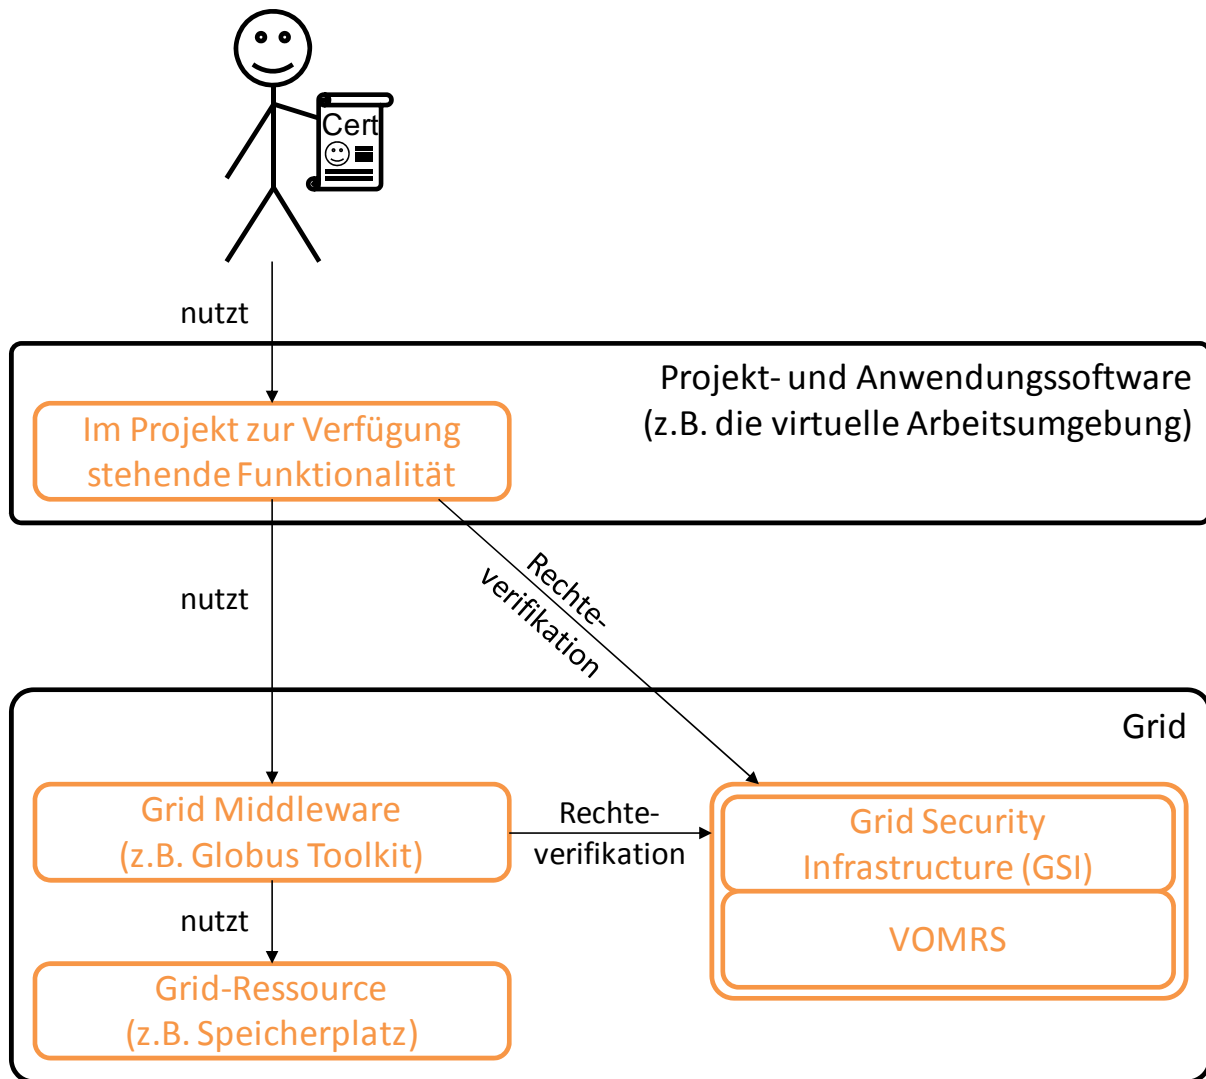 Cert
nutzt
Projekt- und Anwendungssoftware
(z.B. die virtuelle Arbeitsumgebung)
Im Projekt zur Verfügung
stehende Funktionalität
nutzt
Rechte-
verifikation
Grid
Grid Middleware
(z.B. Globus Toolkit)
Rechte-
verifikation
Grid Security
Infrastructure (GSI)
nutzt
VOMRS
Grid-Ressource
(z.B. Speicherplatz)